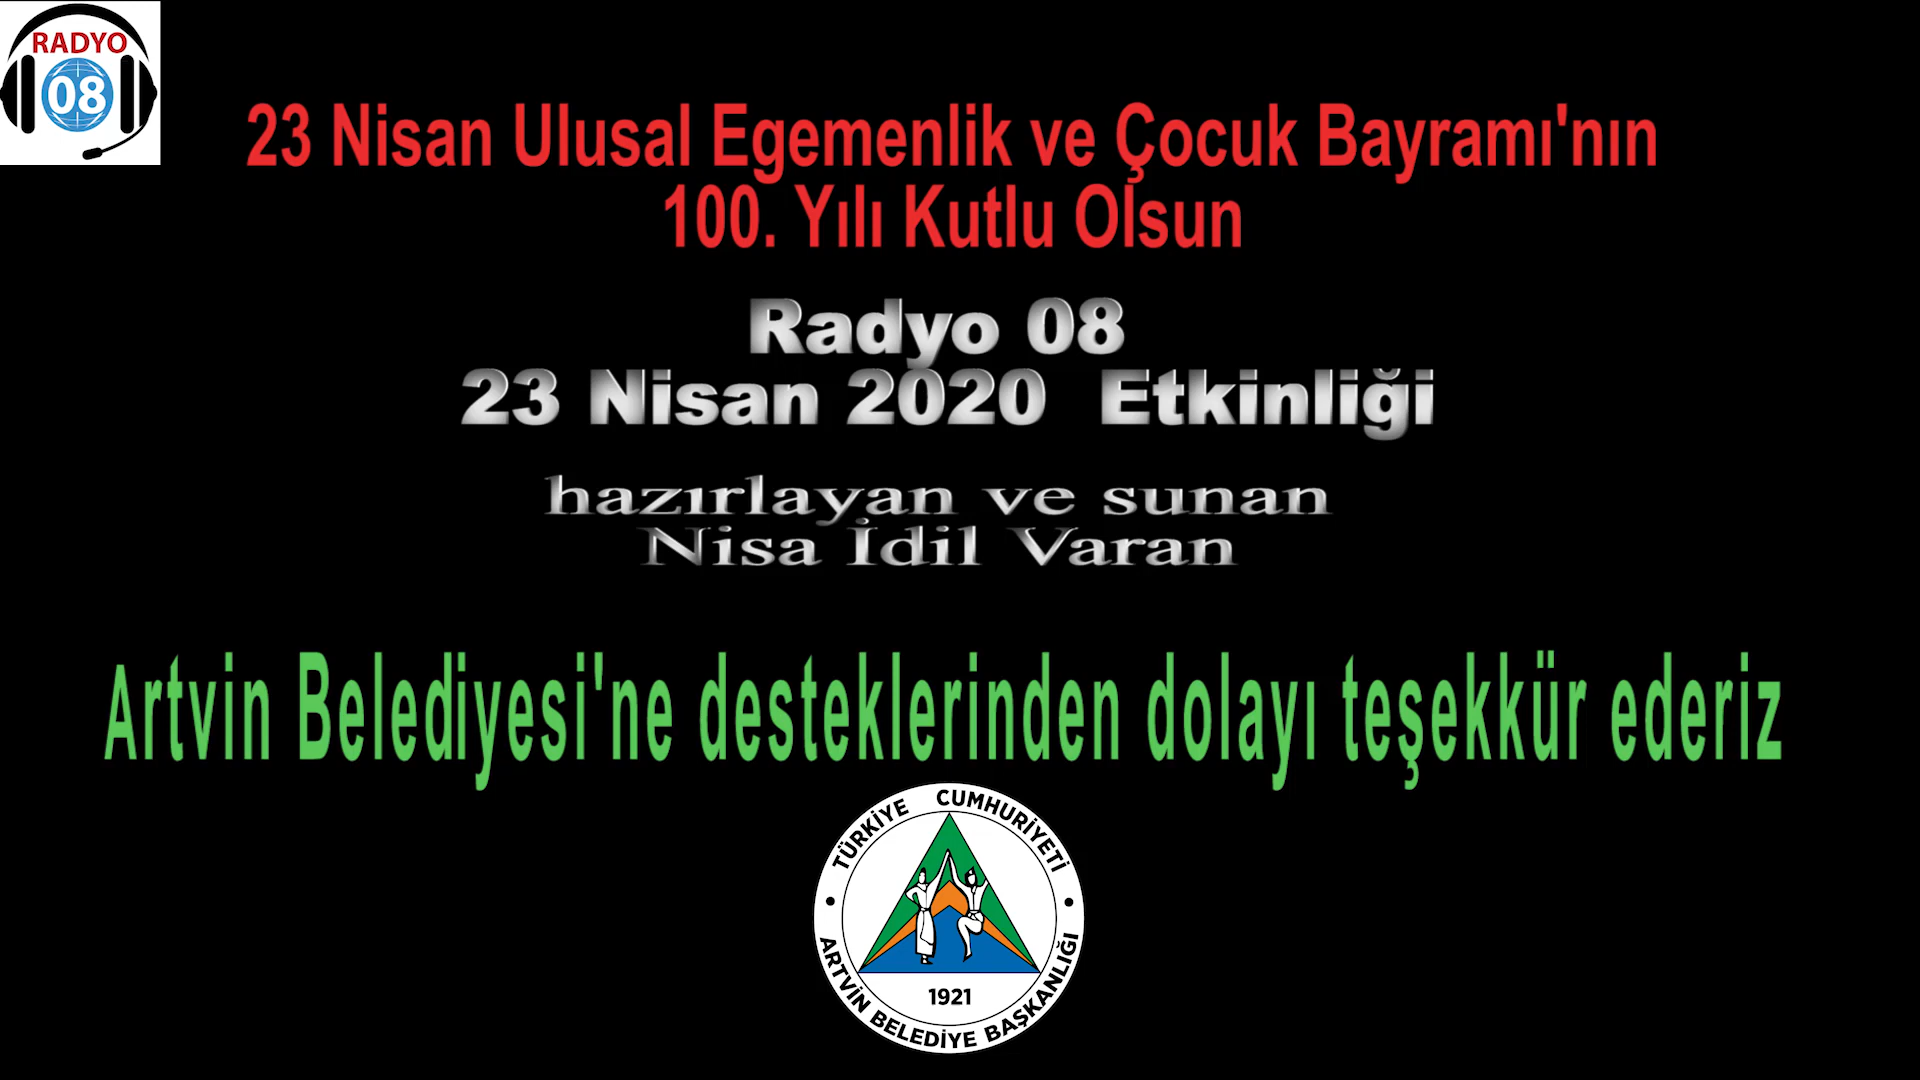 RADYO
08
23 Nisan Ulusal Egemenlik ve Çocuk Bayramı'nın
100. Yılı Kutlu Olsun
Radyo 08
23 Nisan 2020 Etkinliği
hazırlayan ve sunan
Nisa İdil Varan
Artvin Belediyesi'ne desteklerinden dolayı teşekkür ederiz
TÜRKİYE CUMHURİYETİ
1921
ARTVİN BELEDİYE BAŞKANLIĞI